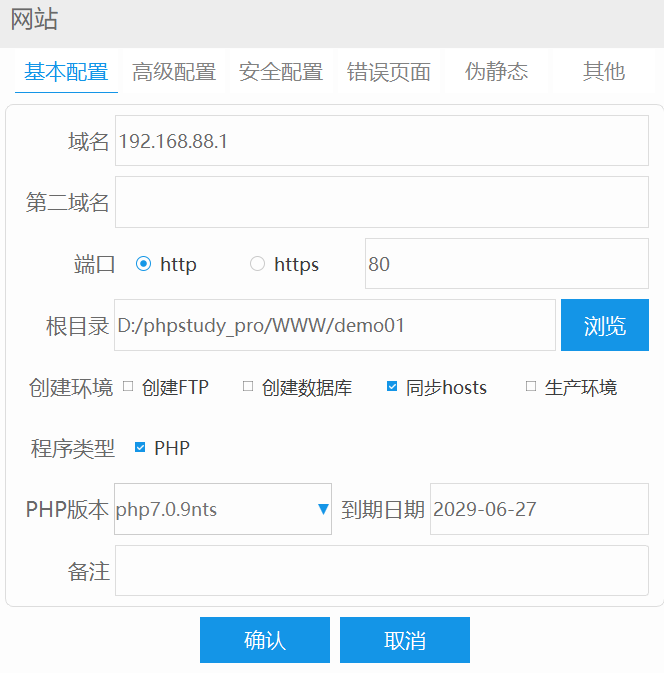 网站
基本配置 高级配置 安全配置 错误页面 伪静态 其他
域名 192.168.88.1
第二域名
端口 http https 80
根目录 D:/phpstudy_pro/WWW/demo01 浏览
创建环境 创建FTP 创建数据库 同步hosts 生产环境
程序类型 PHP
PHP版本 php7.0.9nts 到期日期 2029-06-27
备注
确认 取消